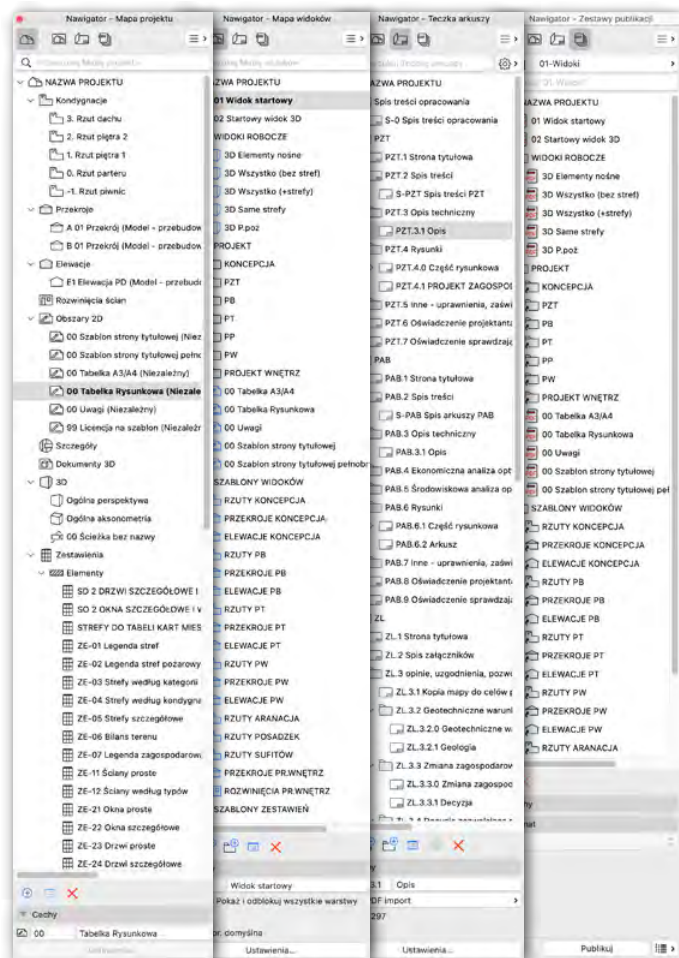 Nawigator – Mapa projektu
NAZWA PROJEKTU
Kondygnacje
3. Rzut dachu
2. Rzut piętra 2
1. Rzut piętra 1
0. Rzut parteru
-1. Rzut piwnic
Przekroje
A 01 Przekrój (Model - przebudow
B 01 Przekrój (Model - przebudow
Elewacje
E1 Elewacja PD (Model - przebudo
Rozwinięcia ścian
Obszary 2D
00 Szablon strony tytułowej (Niez
00 Szablon strony tytułowej pełno
00 Tabelka A3/A4 (Niezależny)
00 Tabelka Rysunkowa (Niezale
00 Uwagi (Niezależny)
99 Licencja na szablon (Niezależn
Szczegóły
Dokumenty 3D
3D
Ogólna perspektywa
Ogólna aksonometria
00 Ścieżka bez nazwy
Zestawienia
Elementy
SO 2 DRZWI SZCZEGÓŁOWE I
SO 2 OKNA SZCZEGÓŁOWE I
STREFY DO TABELI KART MIES
ZE-01 Legenda stref
ZE-02 Legenda stref pożarowy
ZE-03 Strefy według kategorii
ZE-04 Strefy według kondygna
ZE-05 Strefy szczegółowe
ZE-06 Bilans terenu
ZE-07 Legenda zagospodarow
ZE-11 Ściany proste
ZE-12 Ściany według typów
ZE-21 Okna proste
ZE-22 Okna szczegółowe
ZE-23 Drzwi proste
ZE-24 Drzwi szczegółowe
Cechy
00 Tabelka Rysunkowa
Ustawienia...
Nawigator – Mapa widoków
ZWA PROJEKTU
01 Widok startowy
02 Startowy widok 3D
WIDOKI ROBOCZE
3D Elementy nośne
3D Wszystko (bez stref)
3D Wszystko (+strefy)
3D Same strefy
3D P.poż
PROJEKT
KONCEPCJA
PZT
PB
PT
PP
PW
PROJEKT WNĘTRZ
00 Tabelka A3/A4
00 Tabelka Rysunkowa
00 Uwagi
00 Szablon strony tytułowej
00 Szablon strony tytułowej pełnobr
SZABLONY WIDOKÓW
RZUTY KONCEPCJA
PRZEKROJE KONCEPCJA
ELEWACJE KONCEPCJA
RZUTY PB
PRZEKROJE PB
ELEWACJE PB
RZUTY PT
PRZEKROJE PT
ELEWACJE PT
RZUTY PW
PRZEKROJE PW
ELEWACJE PW
RZUTY ARANACJA
RZUTY POSADZEK
RZUTY SUFITÓW
PRZEKROJE PR.WNĘTRZ
ROZWINIĘCIA PR.WNĘTRZ
SZABLONY ZESTAWIEŃ
Widok startowy
Pokaż i odblokuj wszystkie warstwy
or. domyślna
Ustawienia...
Nawigator – Teczka arkuszy
AZWA PROJEKTU
Spis treści opracowania
S-0 Spis treści opracowania
PZT
PZT.1 Strona tytułowa
PZT.2 Spis treści
S-PZT Spis treści PZT
PZT.3 Opis techniczny
PZT.3.1 Opis
PZT.4 Rysunki
PZT.4.0 Część rysunkowa
PZT.4.1 PROJEKT ZAGOSPO
PZT.5 Inne - uprawnienia, zaświ
PZT.6 Oświadczenie projektanta
PZT.7 Oświadczenie sprawdzają
PAB
PAB.1 Strona tytułowa
PAB.2 Spis treści
S-PAB Spis arkuszy PAB
PAB.3 Opis techniczny
PAB.3.1 Opis
PAB.4 Ekonomiczna analiza opt
PAB.5 Środowiskowa analiza op
PAB.6 Rysunki
PAB.6.1 Część rysunkowa
PAB.6.2 Arkusz
PAB.7 Inne - uprawnienia, zaświ
PAB.8 Oświadczenie projektanta
PAB.9 Oświadczenie sprawdzają
ZL
ZL.1 Strona tytułowa
ZL.2 Spis załączników
ZL.3 opinie, uzgodnienia, pozwo
ZL.3.1 Kopia mapy do celów p
ZL.3.2 Geotechniczne warunk
ZL.3.2.0 Geotechniczne wa
ZL.3.2.1 Geologia
ZL.3.3 Zmiana zagospodarow
ZL.3.3.0 Zmiana zagospod
ZL.3.3.1 Decyzja
3.1 Opis
PDF import
297
Ustawienia...
Nawigator – Zestawy publikacji
01-Widoki
NAZWA PROJEKTU
01 Widok startowy
02 Startowy widok 3D
WIDOKI ROBOCZE
3D Elementy nośne
3D Wszystko (bez stref)
3D Wszystko (+strefy)
3D Same strefy
3D P.poż
PROJEKT
KONCEPCJA
PZT
PB
PT
PP
PW
PROJEKT WNĘTRZ
00 Tabelka A3/A4
00 Tabelka Rysunkowa
00 Uwagi
00 Szablon strony tytułowej
00 Szablon strony tytułowej peł
SZABLONY WIDOKÓW
RZUTY KONCEPCJA
PRZEKROJE KONCEPCJA
ELEWACJE KONCEPCJA
RZUTY PB
PRZEKROJE PB
ELEWACJE PB
RZUTY PT
PRZEKROJE PT
ELEWACJE PT
RZUTY PW
PRZEKROJE PW
ELEWACJE PW
RZUTY ARANACJA
Publikuj